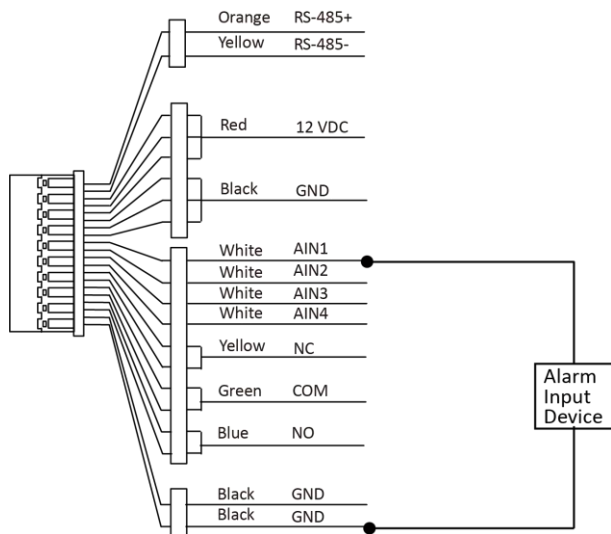 Orange RS-485+
Yellow RS-485-
Red 12 VDC
Black GND
White AIN1
White AIN2
White AIN3
White AIN4
Yellow NC
Green COM
Blue NO
Alarm
Input
Device
Black GND
Black GND